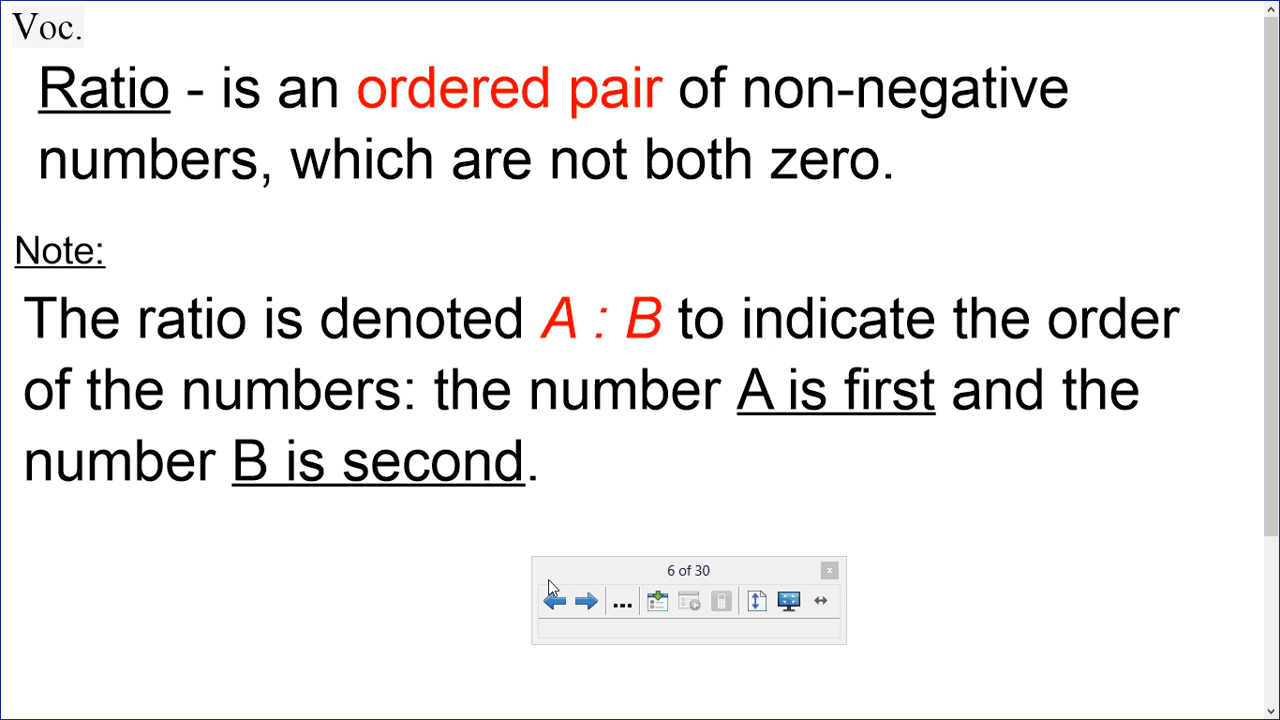 Voc.
Ratio - is an ordered pair of non-negative
numbers, which are not both zero.
Note:
The ratio is denoted A : B to indicate the order
of the numbers: the number A is first and the
number B is second.
6 of 30